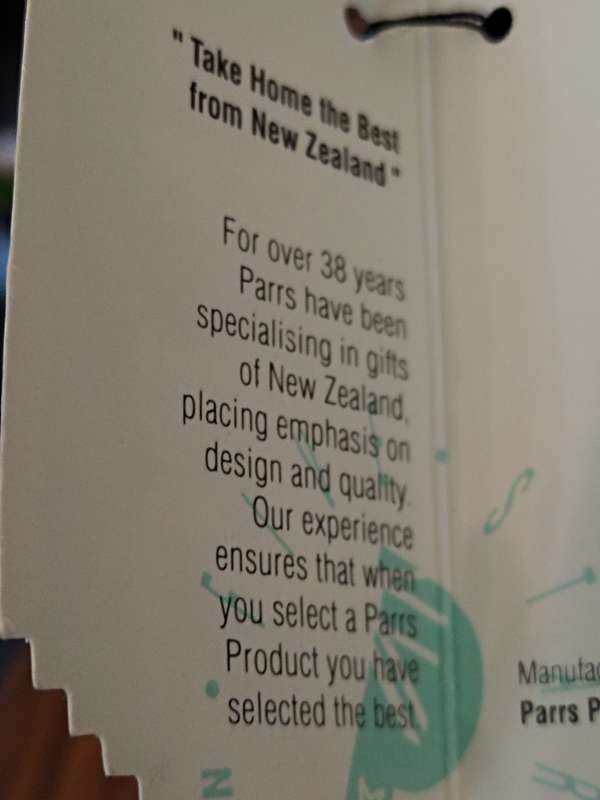 " Take Home the Best
from New Zealand "
For over 38 years
Parrs have been
specialising in gifts
of New Zealand,
placing emphasis on
design and quality.
Our experience
ensures that when
you select a Parrs
Product you have
selected the best.
Parrs